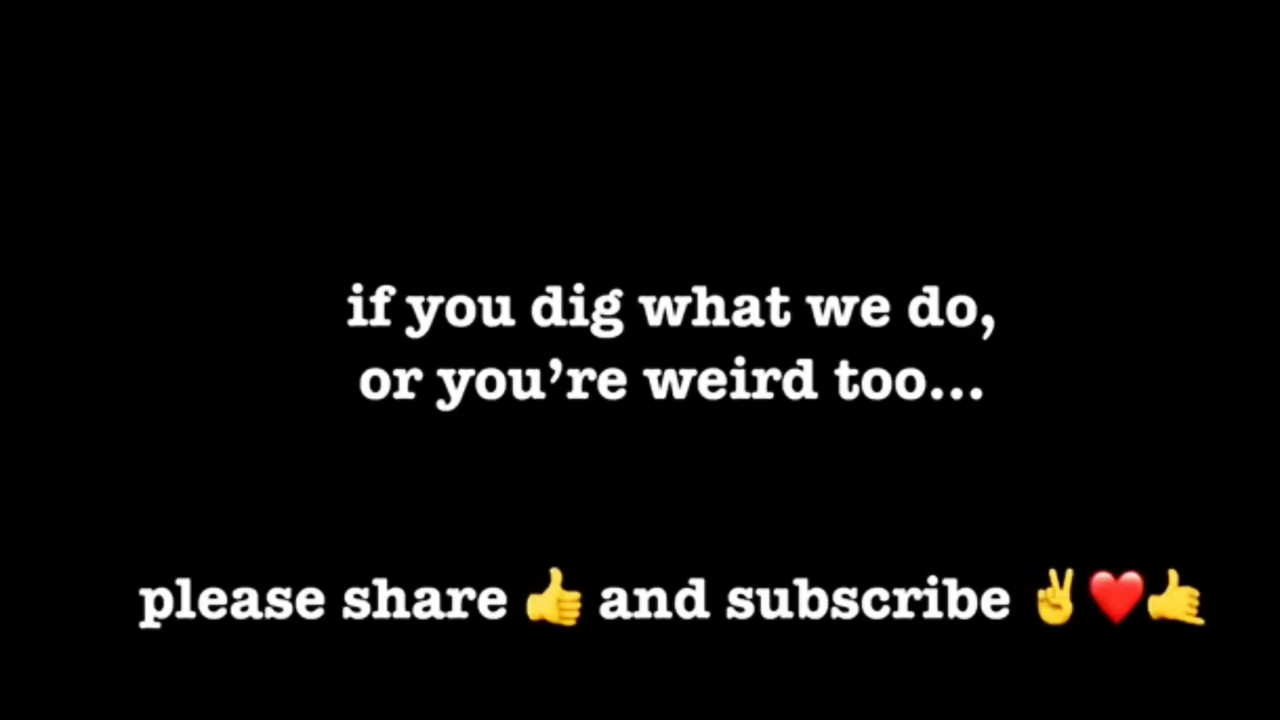 if you dig what we do,
or you’re weird too...
please share 👍 and subscribe ✌️❤️🤙